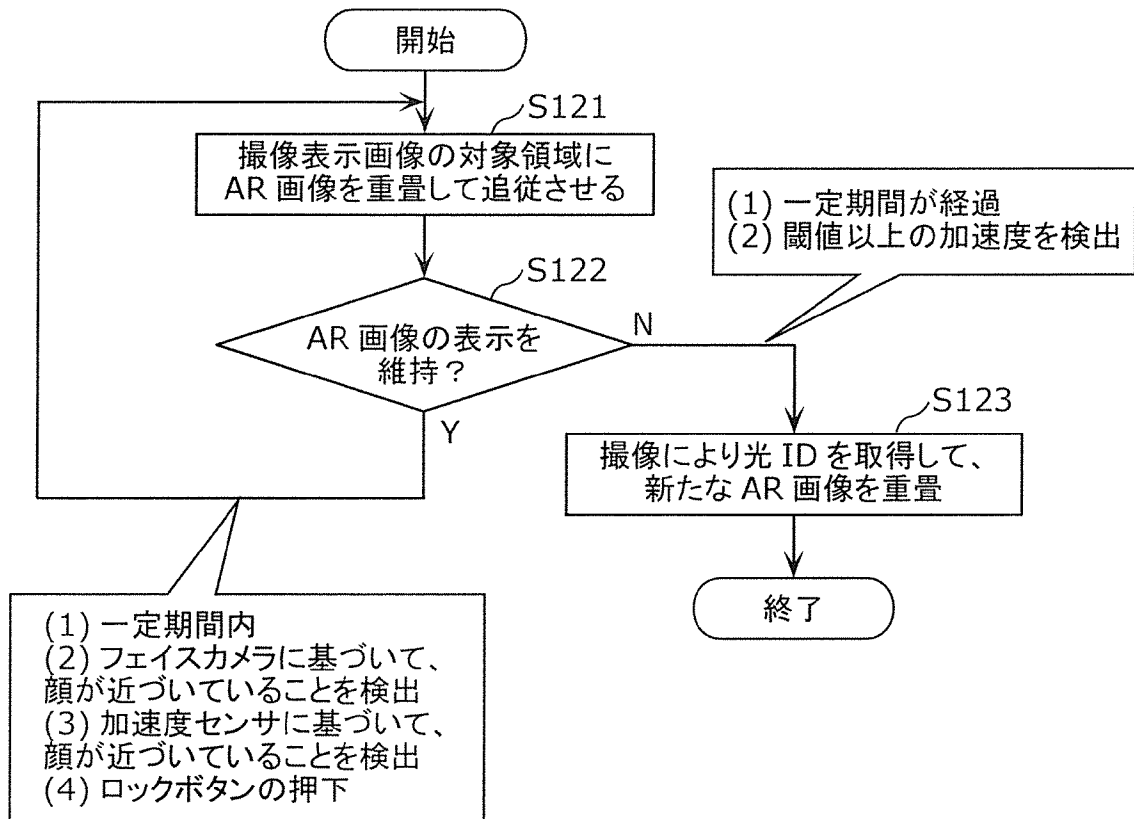 開始
S121
撮像表示画像の対象領域に
AR 画像を重畳して追従させる
(1) 一定期間が経過
(2) 閾値以上の加速度を検出
S122
AR 画像の表示を
維持？
N
Y
S123
撮像により光 ID を取得して、
新たな AR 画像を重畳
終了
(1) 一定期間内
(2) フェイスカメラに基づいて、
顔が近づいていることを検出
(3) 加速度センサに基づいて、
顔が近づいていることを検出
(4) ロックボタンの押下